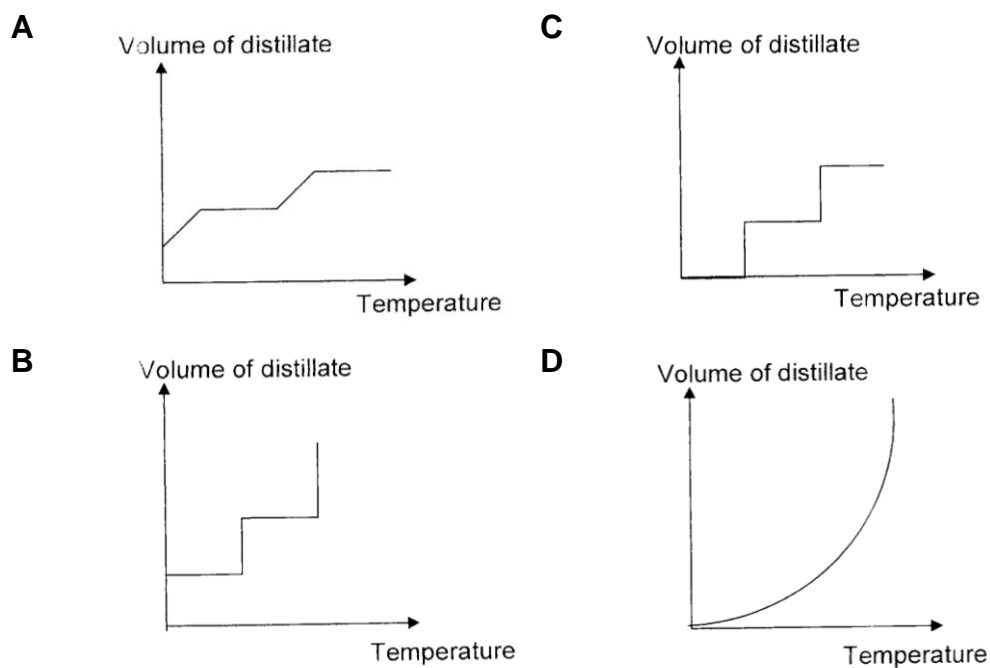 A
Volume of distillate
Temperature
B
Volume of distillate
Temperature
C
Volume of distillate
Temperature
D
Volume of distillate
Temperature